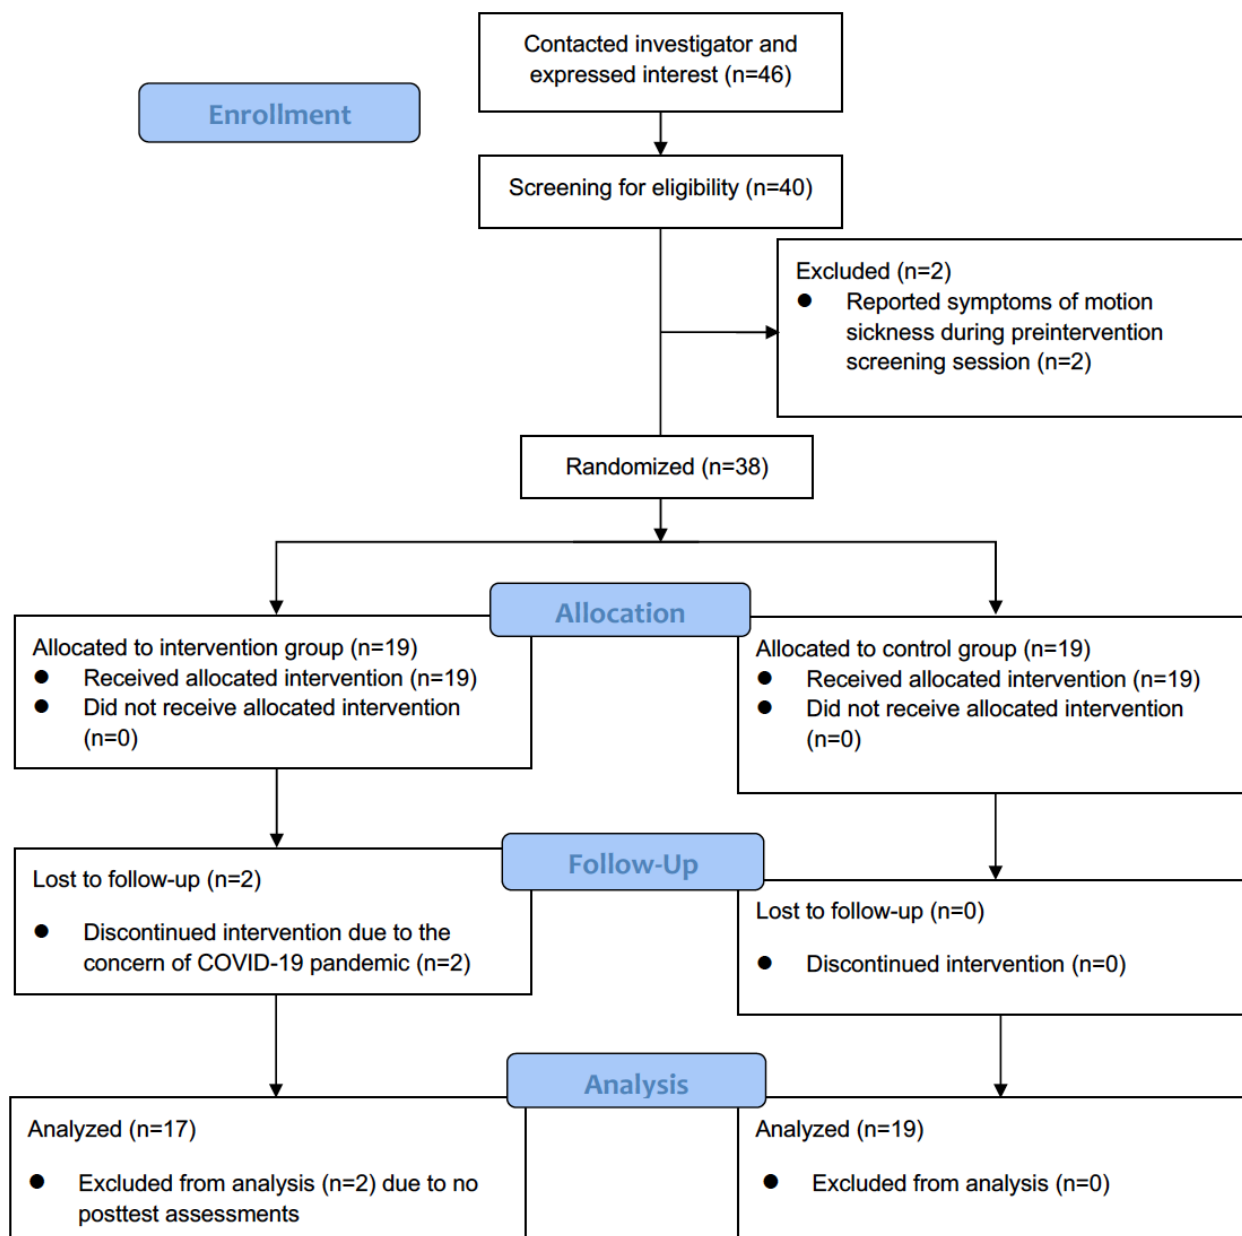 Contacted investigator and
expressed interest (n=46)
Enrollment
Screening for eligibility (n=40)
Excluded (n=2)
● Reported symptoms of motion
sickness during preintervention
screening session (n=2)
Randomized (n=38)
Allocation
Allocated to intervention group (n=19)
● Received allocated intervention (n=19)
● Did not receive allocated intervention
(n=0)
Allocated to control group (n=19)
● Received allocated intervention (n=19)
● Did not receive allocated intervention
(n=0)
Follow-Up
Lost to follow-up (n=2)
● Discontinued intervention due to the
concern of COVID-19 pandemic (n=2)
Lost to follow-up (n=0)
● Discontinued intervention (n=0)
Analysis
Analyzed (n=17)
● Excluded from analysis (n=2) due to no
posttest assessments
Analyzed (n=19)
● Excluded from analysis (n=0)